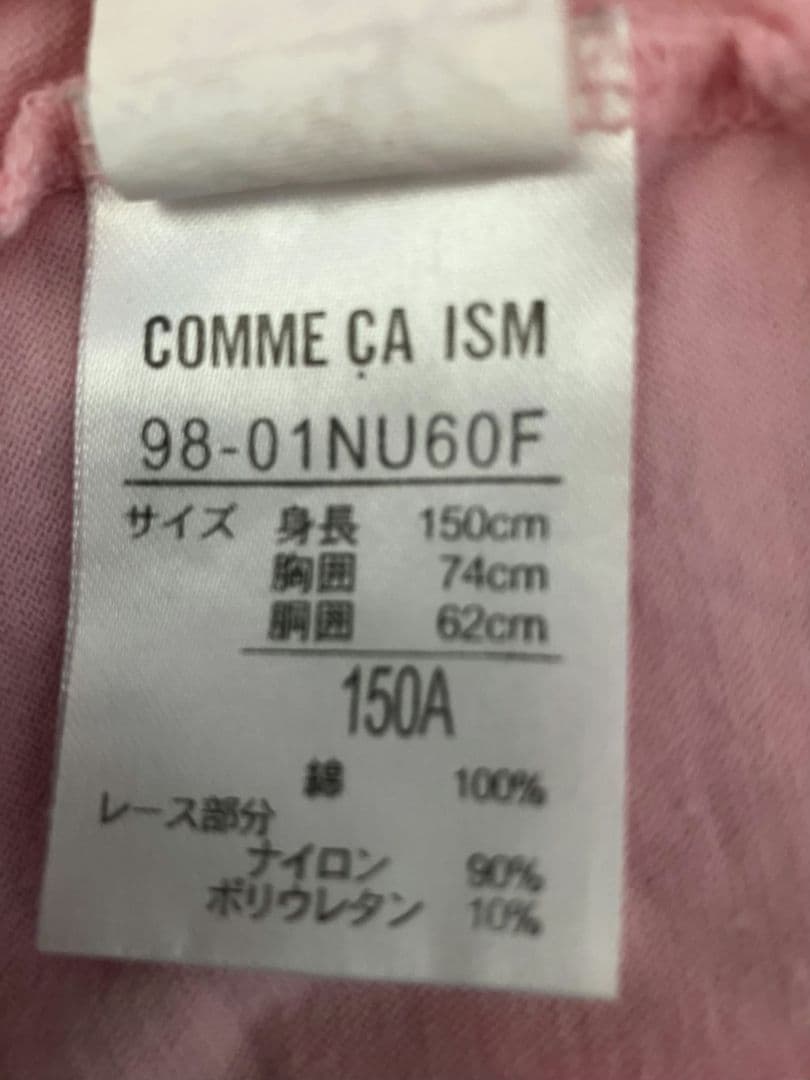 COMME ÇA ISM
98-01NU60F
サイズ 身長 150cm
胸囲 74cm
胴囲 62cm
150A
綿 100%
レース部分
ナイロン 90%
ポリウレタン 10%